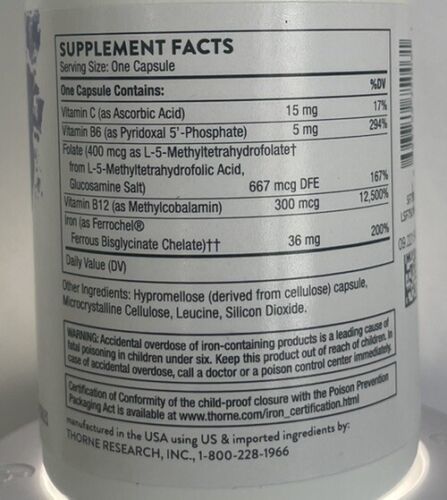 SUPPLEMENT FACTS
Serving Size: One Capsule
One Capsule Contains: %DV
Vitamin C (as Ascorbic Acid) 15 mg 17%
Vitamin B6 (as Pyridoxal 5'-Phosphate) 5 mg 294%
Folate (400 mcg as L-5-Methyltetrahydrofolate†
from L-5-Methyltetrahydrofolic Acid,
Glucosamine Salt) 667 mcg DFE 167%
Vitamin B12 (as Methylcobalamin) 300 mcg 12,500%
Iron (as Ferrochel®
Ferrous Bisglycinate Chelate)†† 36 mg 200%
Daily Value (DV)
Other Ingredients: Hypromellose (derived from cellulose) capsule,
Microcrystalline Cellulose, Leucine, Silicon Dioxide.
WARNING: Accidental overdose of iron-containing products is a leading cause of
fatal poisoning in children under six. Keep this product out of reach of children. In
case of accidental overdose, call a doctor or a poison control center immediately.
Certification of Conformity of the child-proof closure with the Poison Prevention
Packaging Act is available at www.thorne.com/iron_certification.html
manufactured in the USA using US & imported ingredients by:
THORNE RESEARCH, INC., 1-800-228-1966